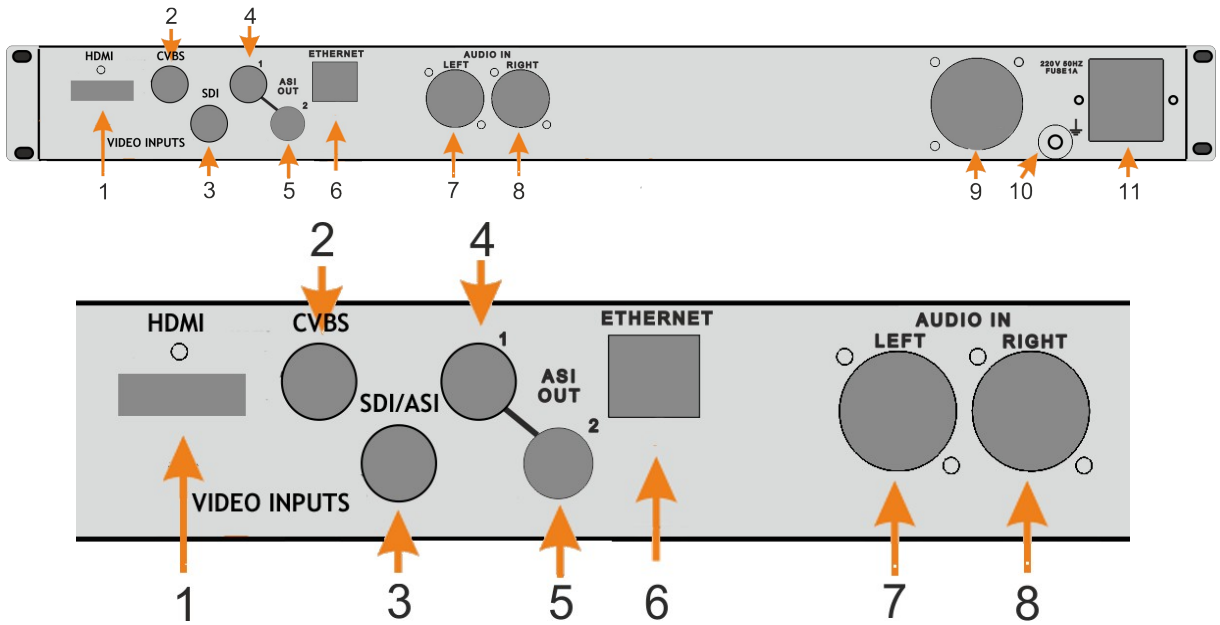 2 4
HDMI CVBS 1 ETHERNET AUDIO IN
LEFT RIGHT
220V 50HZ
FUSE 1A
SDI ASI
OUT
2
VIDEO INPUTS
1 3 5 6 7 8 9 10 11
2 4
HDMI CVBS 1 ETHERNET AUDIO IN
LEFT RIGHT
SDI/ASI ASI
OUT
2
VIDEO INPUTS
1 3 5 6 7 8